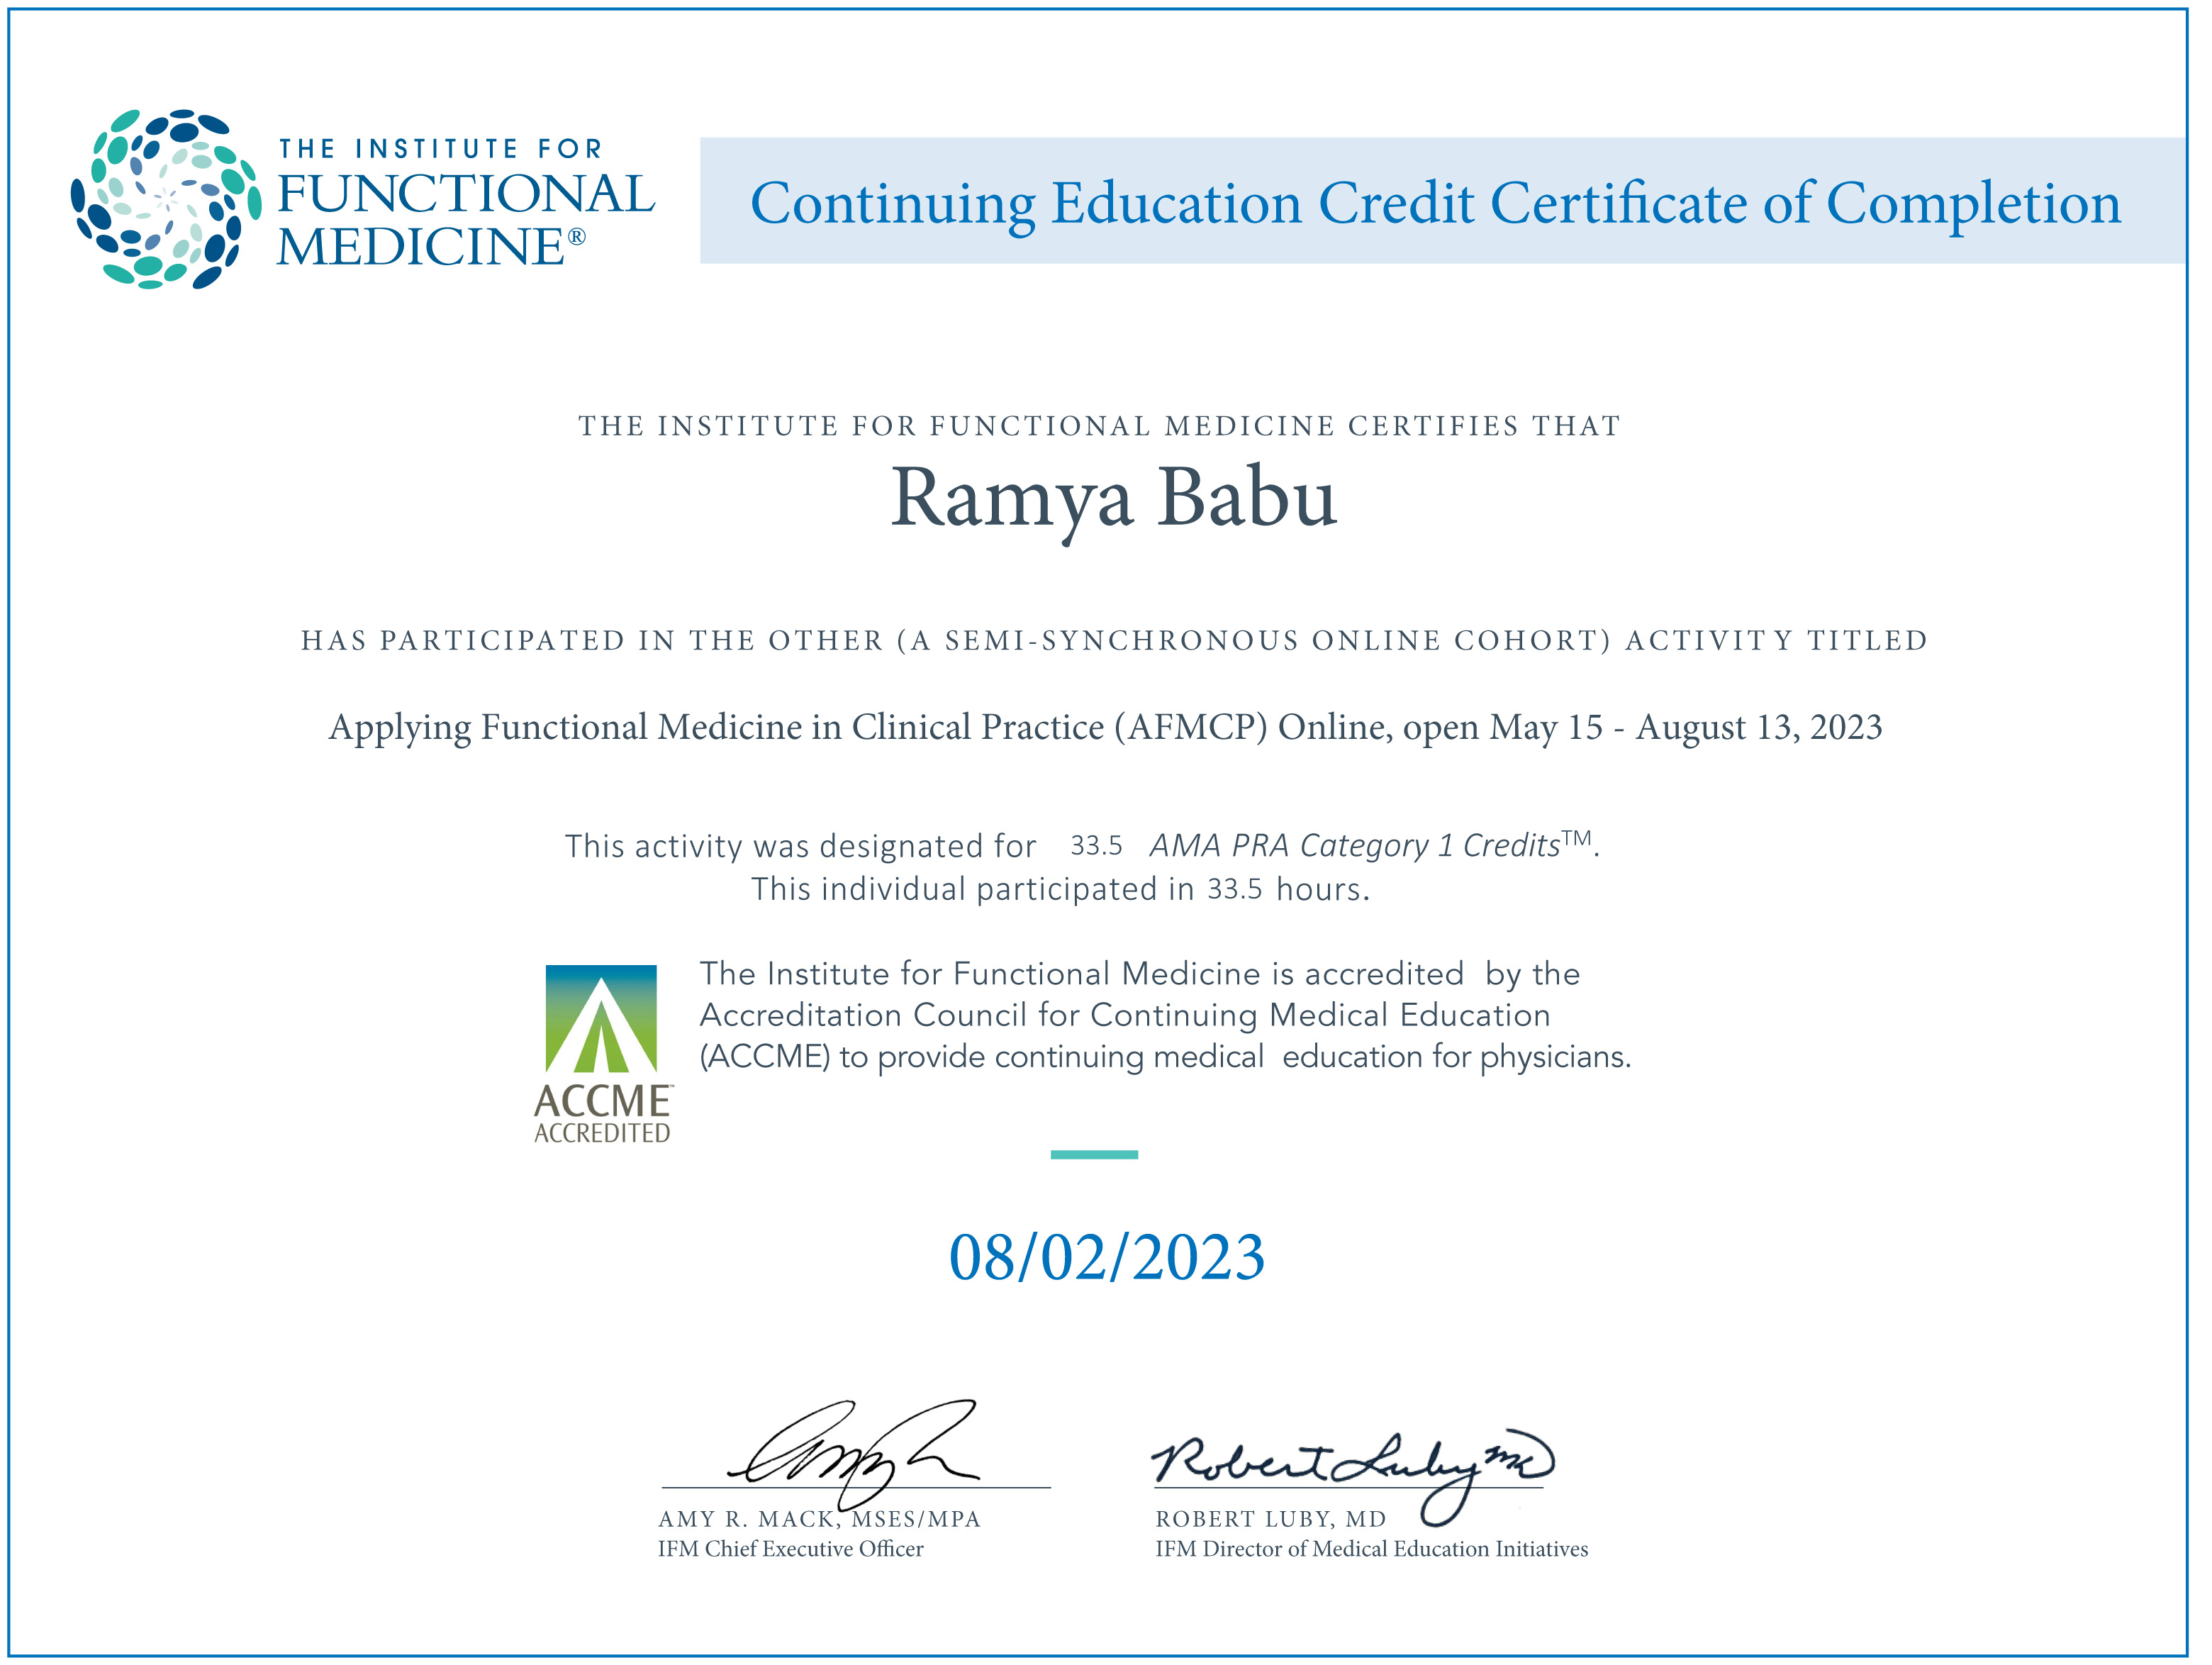 THE INSTITUTE FOR
FUNCTIONAL
MEDICINE®
Continuing Education Credit Certificate of Completion
THE INSTITUTE FOR FUNCTIONAL MEDICINE CERTIFIES THAT
Ramya Babu
HAS PARTICIPATED IN THE OTHER (A SEMI-SYNCHRONOUS ONLINE COHORT) ACTIVITY TITLED
Applying Functional Medicine in Clinical Practice (AFMCP) Online, open May 15 - August 13, 2023
This activity was designated for 33.5 AMA PRA Category 1 Credits™.
This individual participated in 33.5 hours.
The Institute for Functional Medicine is accredited by the
Accreditation Council for Continuing Medical Education
(ACCME) to provide continuing medical education for physicians.
ACCME™
ACCREDITED
08/02/2023
Robert Luby MD
AMY R. MACK, MSES/MPA
IFM Chief Executive Officer
ROBERT LUBY, MD
IFM Director of Medical Education Initiatives